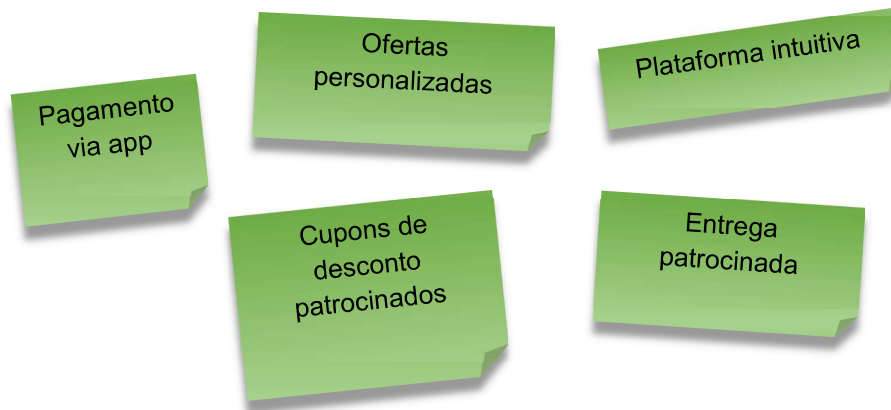 Pagamento
via app
Ofertas
personalizadas
Plataforma intuitiva
Cupons de
desconto
patrocinados
Entrega
patrocinada